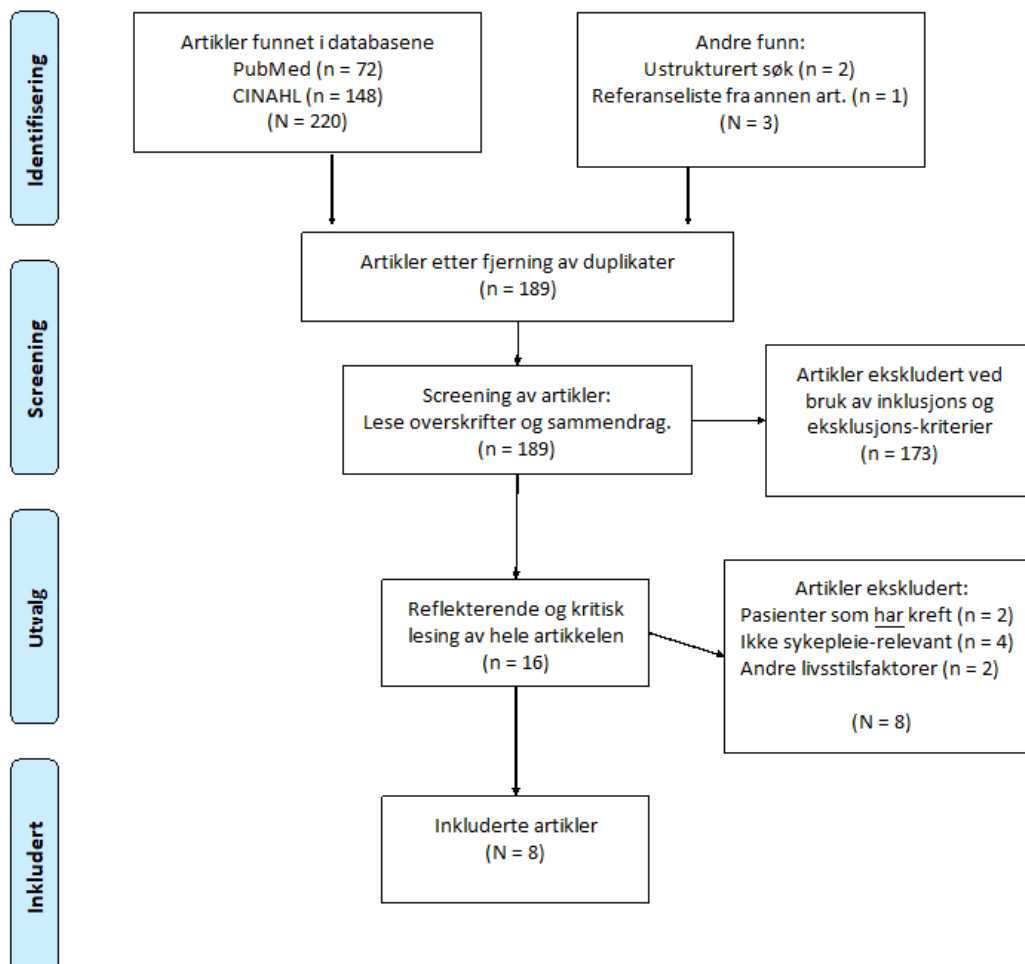 Identifisering
Artikler funnet i databasene
PubMed (n = 72)
CINAHL (n = 148)
(N = 220)
Andre funn:
Ustrukturert søk (n = 2)
Referanseliste fra annen art. (n = 1)
(N = 3)
Screening
Artikler etter fjerning av duplikater
(n = 189)
Screening av artikler:
Lese overskrifter og sammendrag.
(n = 189)
Artikler ekskludert ved
bruk av inklusjons og
eksklusjons-kriterier
(n = 173)
Utvalg
Reflekterende og kritisk
lesing av hele artikkelen
(n = 16)
Artikler ekskludert:
Pasienter som har kreft (n = 2)
Ikke sykepleie-relevant (n = 4)
Andre livsstilsfaktorer (n = 2)
(N = 8)
Inkludert
Inkluderte artikler
(N = 8)